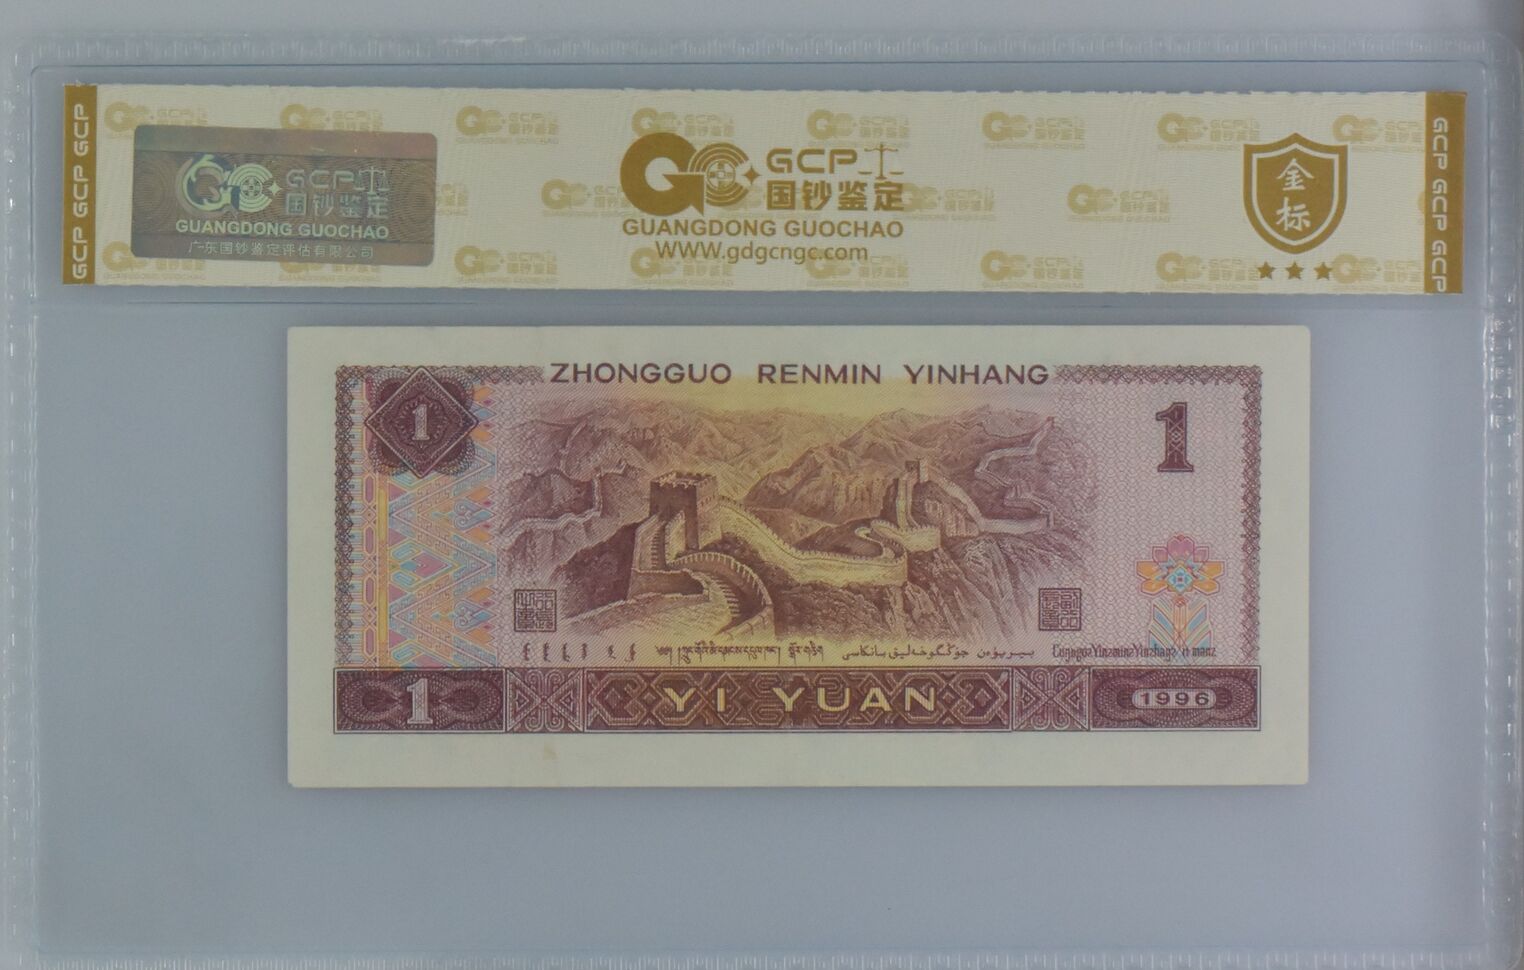 GCP GCP GCP
GCP
国钞鉴定
GUANGDONG GUOCHAO
广东国钞鉴定评估有限公司
GCP
国钞鉴定
GUANGDONG GUOCHAO
WWW.gdgcngc.com
金
标
GCP GCP GCP
ZHONGGUO RENMIN YINHANG
1
1
1
YI YUAN
1996